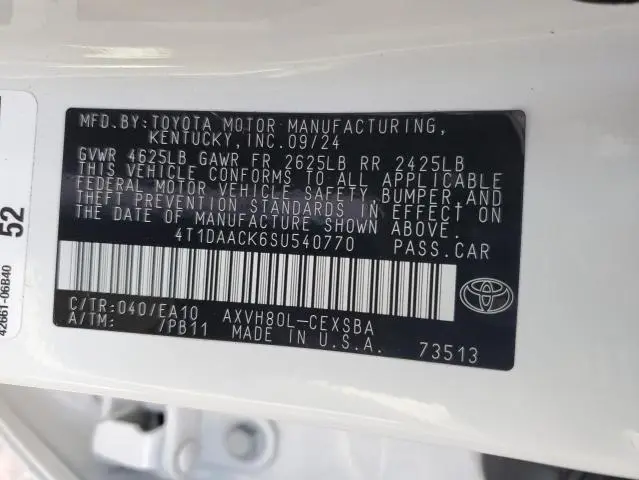 MFD.BY:TOYOTA MOTOR MANUFACTURING,
KENTUCKY,INC.09/24
GVWR 4625LB GAWR FR 2625LB RR 2425LB
THIS VEHICLE CONFORMS TO ALL APPLICABLE
FEDERAL MOTOR VEHICLE SAFETY,BUMPER,AND
THEFT PREVENTION STANDARDS IN EFFECT ON
THE DATE OF MANUFACTURE SHOWN ABOVE.
4T1DAACK6SU540770 PASS.CAR
C/TR:040/EA10 AXVH80L-CEXSBA
A/TM: /PB11 MADE IN U.S.A.
73513
52
42661-06B40